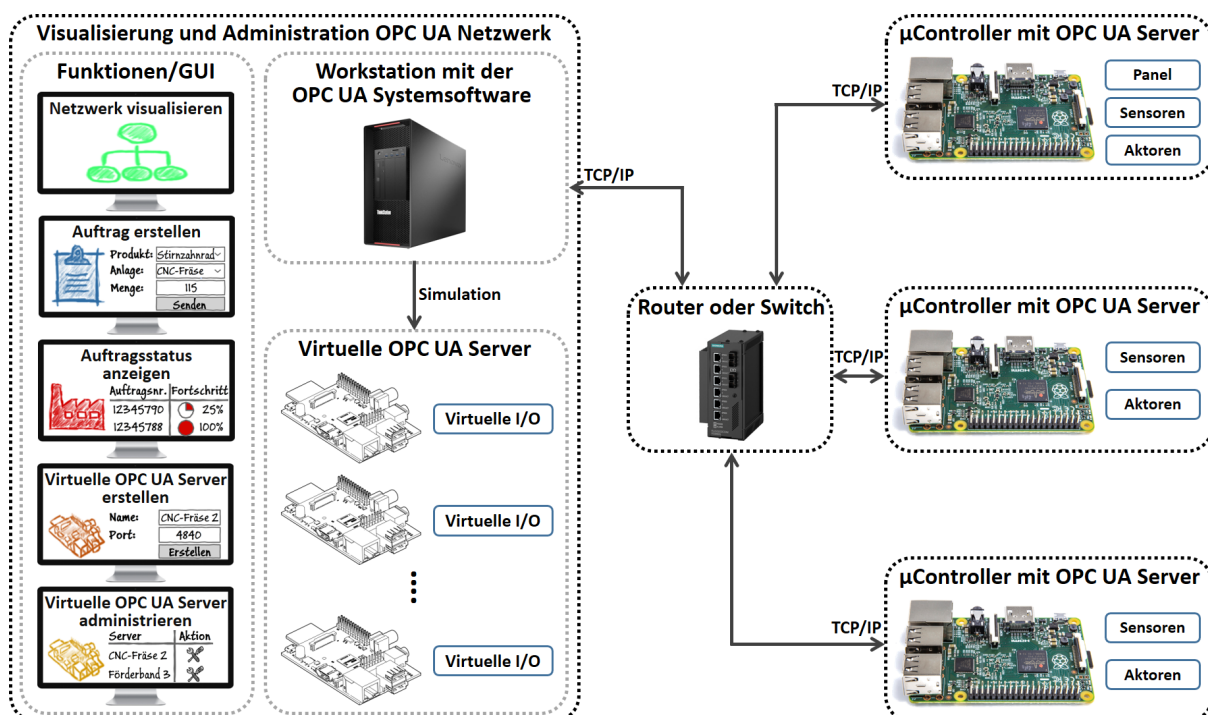 Visualisierung und Administration OPC UA Netzwerk
Funktionen/GUI
Netzwerk visualisieren
Auftrag erstellen
Produkt: Stirnzahnrad
Anlage: CNC-Fräse
Menge: 115
Senden
Auftragsstatus
anzeigen
Auftragsnr. Fortschritt
12345790 25%
12345788 100%
Virtuelle OPC UA Server
erstellen
Name: CNC-Fräse 2
Port: 4840
Erstellen
Virtuelle OPC UA Server
administrieren
Server Aktion
CNC-Fräse 2
Förderband 3
Workstation mit der
OPC UA Systemsoftware
Simulation
Virtuelle OPC UA Server
Virtuelle I/O
Virtuelle I/O
Virtuelle I/O
TCP/IP
Router oder Switch
TCP/IP
µController mit OPC UA Server
Panel
Sensoren
Aktoren
TCP/IP
µController mit OPC UA Server
Sensoren
Aktoren
TCP/IP
µController mit OPC UA Server
Sensoren
Aktoren